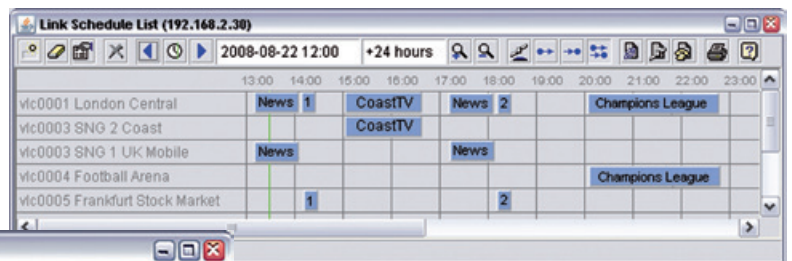 Link Schedule List (192.168.2.30)
2008-08-22 12:00 +24 hours
13:00 14:00 15:00 16:00 17:00 18:00 19:00 20:00 21:00 22:00 23:00
vlc0001 London Central News 1 CoastTV News 2 Champions League
vlc0003 SNG 2 Coast CoastTV
vlc0003 SNG 1 UK Mobile News News
vlc0004 Football Arena Champions League
vlc0005 Frankfurt Stock Market 1 2